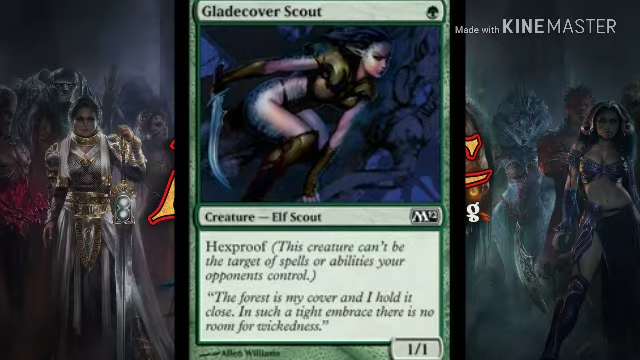 Gladecover Scout
Made with KINEMASTER
Creature — Elf Scout
M12
Hexproof (This creature can't be
the target of spells or abilities your
opponents control.)
"The forest is my cover and I hold it
close. In such a tight embrace there is no
room for wickedness."
Allen Williams
1/1
g